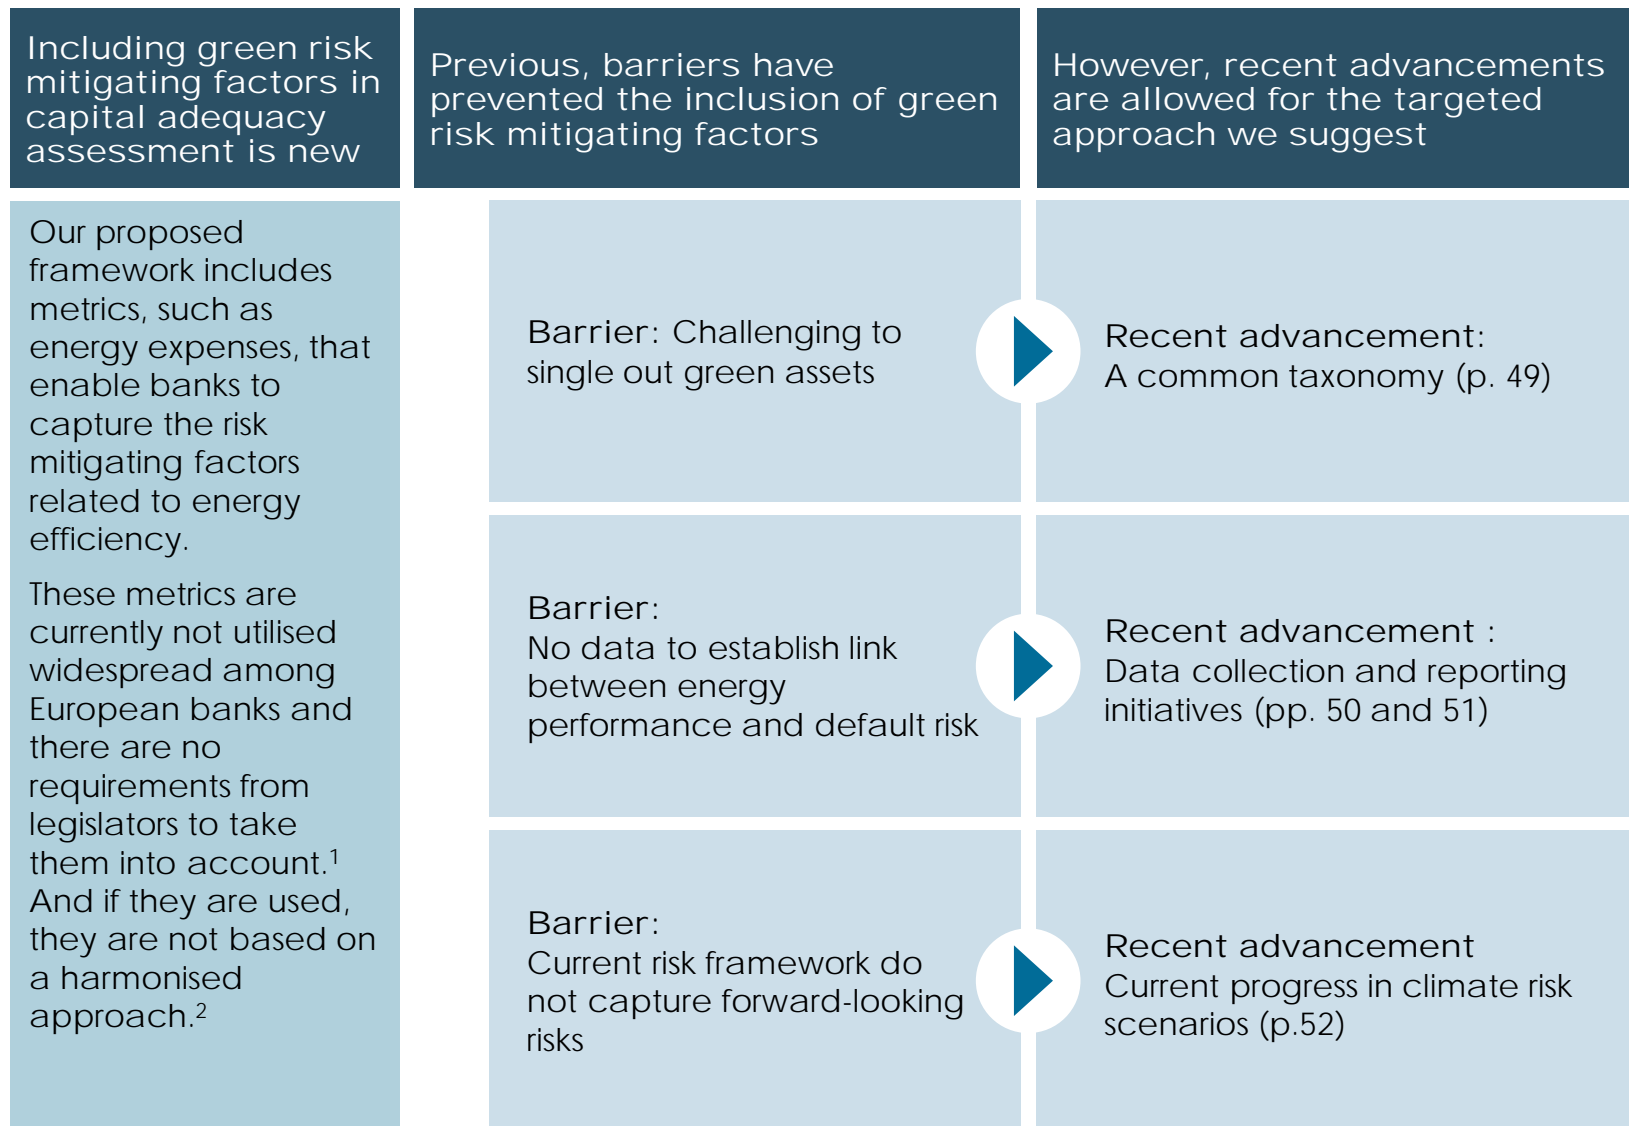 Including green risk
mitigating factors in
capital adequacy
assessment is new
Our proposed
framework includes
metrics, such as
energy expenses, that
enable banks to
capture the risk
mitigating factors
related to energy
efficiency.
These metrics are
currently not utilised
widespread among
European banks and
there are no
requirements from
legislators to take
them into account.¹
And if they are used,
they are not based on
a harmonised
approach.²
Previous, barriers have
prevented the inclusion of green
risk mitigating factors
However, recent advancements
are allowed for the targeted
approach we suggest
Barrier: Challenging to
single out green assets
Recent advancement:
A common taxonomy (p. 49)
Barrier:
No data to establish link
between energy
performance and default risk
Recent advancement :
Data collection and reporting
initiatives (pp. 50 and 51)
Barrier:
Current risk framework do
not capture forward-looking
risks
Recent advancement
Current progress in climate risk
scenarios (p.52)